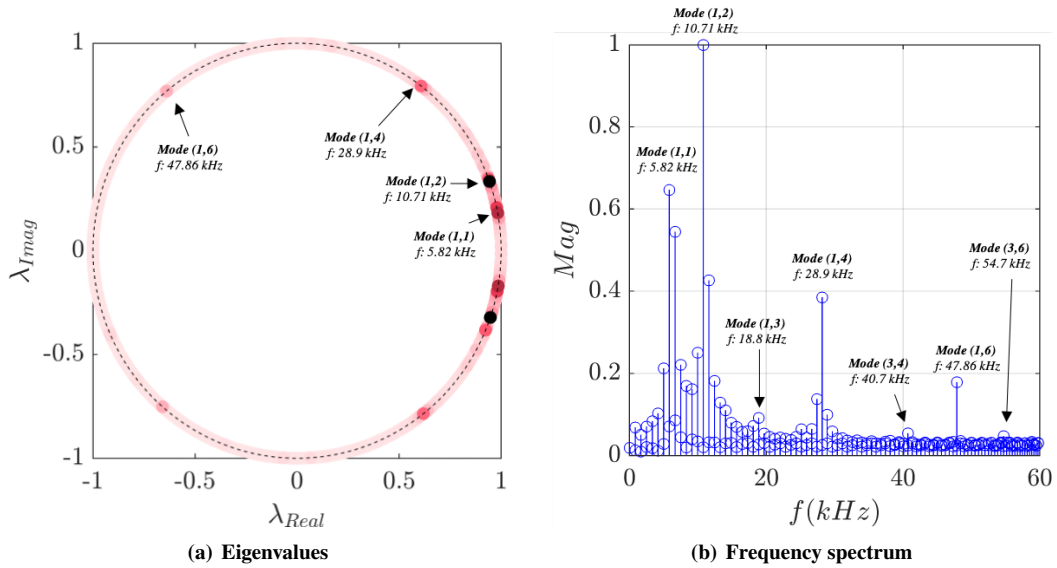 1
0.5
0
-0.5
-1
-1
-0.5
0
0.5
1
λImag
λReal
Mode (1,6)
f: 47.86 kHz
Mode (1,4)
f: 28.9 kHz
Mode (1,2)
f: 10.71 kHz
Mode (1,1)
f: 5.82 kHz
(a) Eigenvalues
Mode (1,2)
f: 10.71 kHz
1
0.8
0.6
0.4
0.2
0
Mag
Mode (1,1)
f: 5.82 kHz
Mode (1,4)
f: 28.9 kHz
Mode (3,6)
f: 54.7 kHz
Mode (1,3)
f: 18.8 kHz
Mode (3,4)
f: 40.7 kHz
Mode (1,6)
f: 47.86 kHz
0
20
40
60
f(kHz)
(b) Frequency spectrum